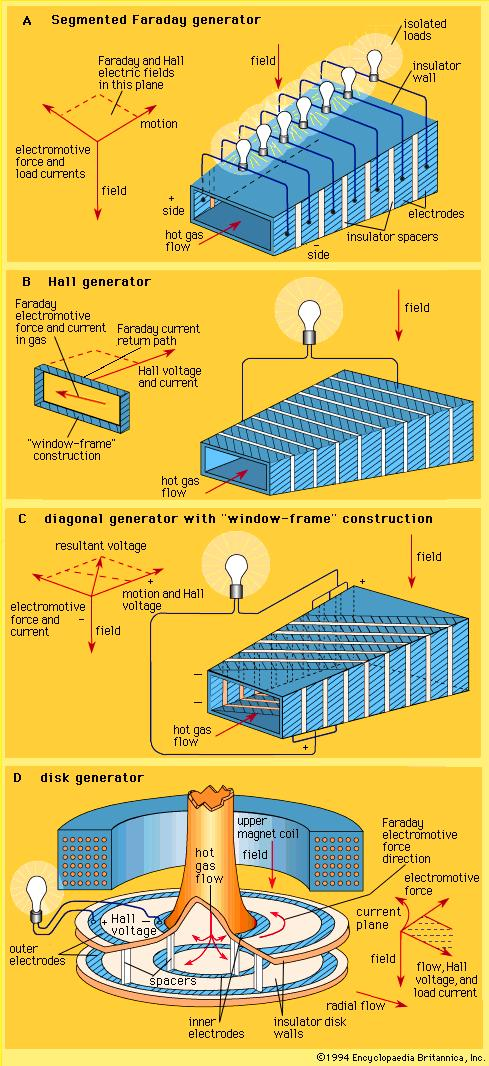 A Segmented Faraday generator
isolated
loads
Faraday and Hall
electric fields
in this plane
field
insulator
wall
motion
electromotive
force and
load currents
field
+
side
electrodes
hot gas
flow
insulator spacers
−
side
B Hall generator
Faraday
electromotive
force and current
in gas
Faraday current
return path
field
Hall voltage
and current
"window-frame"
construction
hot gas
flow
C diagonal generator with "window-frame" construction
resultant voltage
field
+
+
motion and Hall
voltage
electromotive
force and
current
−
field
−
−
hot gas
flow
+
D disk generator
upper
magnet coil
Faraday
electromotive
force
direction
hot
gas
flow
field
electromotive
force
current
plane
+
Hall
voltage
−
outer
electrodes
field
flow, Hall
voltage, and
load current
spacers
radial flow
inner
electrodes
insulator disk
walls
©1994 Encyclopaedia Britannica, Inc.